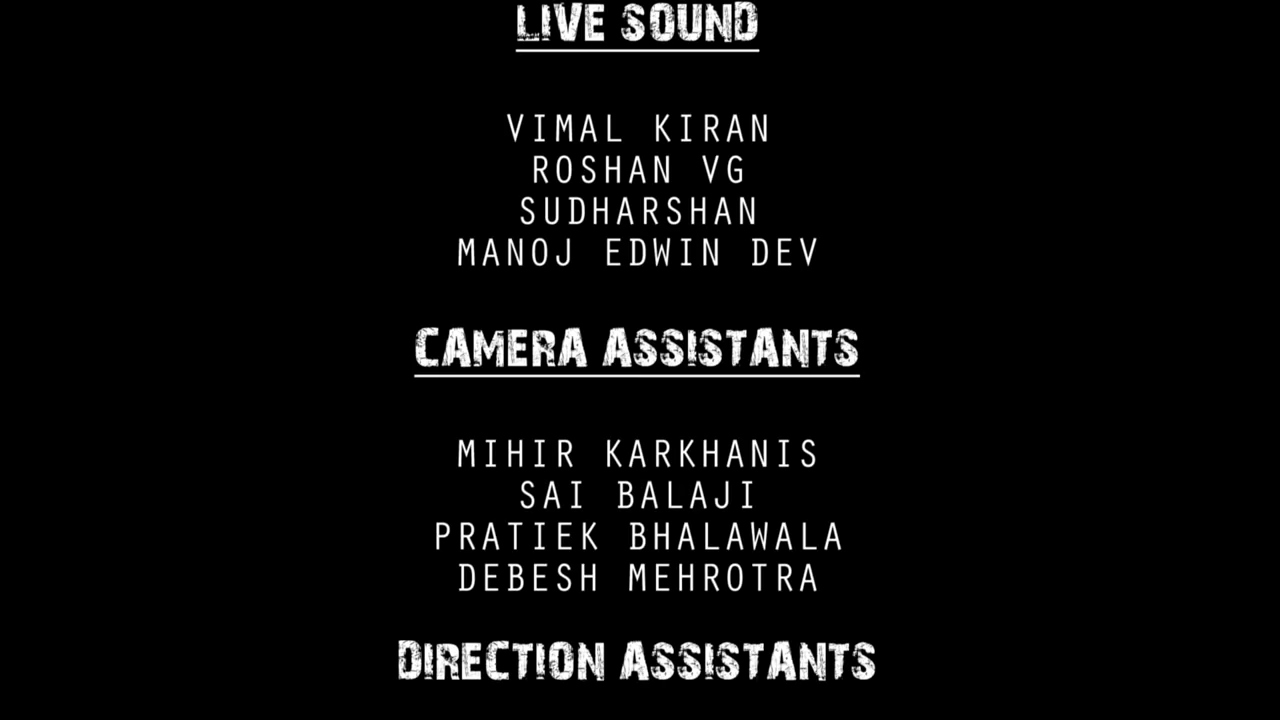 LIVE SOUND
VIMAL KIRAN
ROSHAN VG
SUDHARSHAN
MANOJ EDWIN DEV
CAMERA ASSISTANTS
MIHIR KARKHANIS
SAI BALAJI
PRATIEK BHALAWALA
DEBESH MEHROTRA
DIRECTION ASSISTANTS